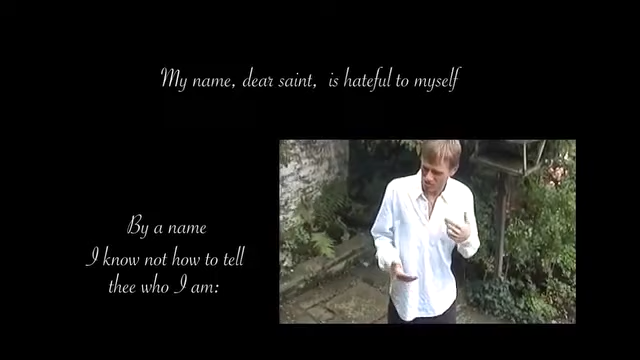 My name, dear saint, is hateful to myself
By a name
I know not how to tell
thee who I am: